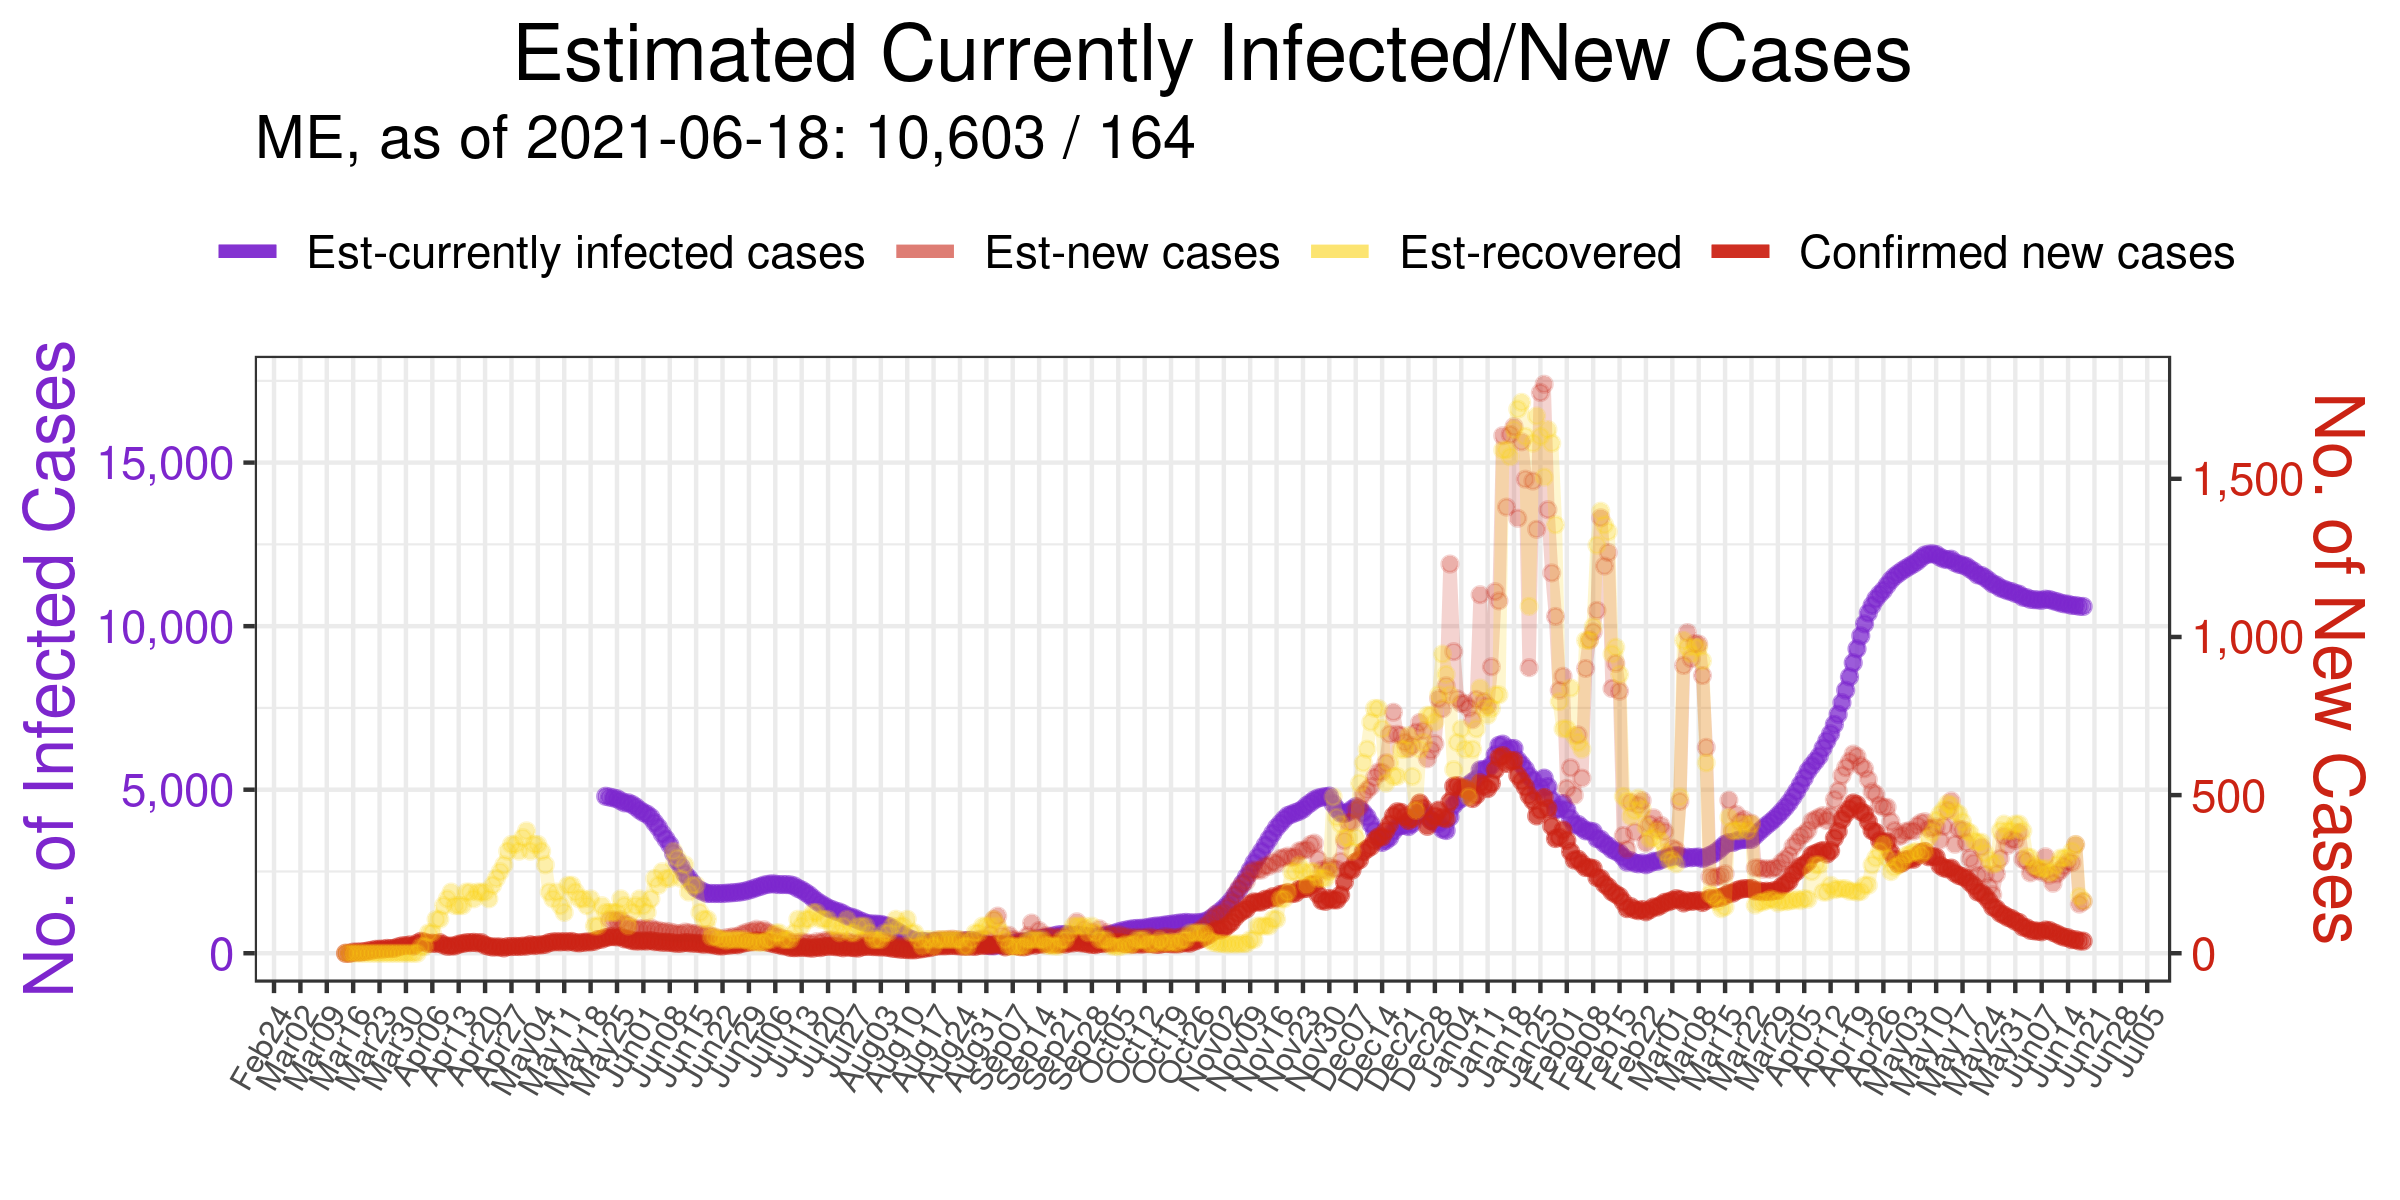 Estimated Currently Infected/New Cases
ME, as of 2021-06-18: 10,603 / 164
Est-currently infected cases
Est-new cases
Est-recovered
Confirmed new cases
No. of Infected Cases
15,000
10,000
5,000
0
1,500
1,000
500
0
No. of New Cases
Feb24
Mar02
Mar09
Mar16
Mar23
Mar30
Apr06
Apr13
Apr20
Apr27
May04
May11
May18
May25
Jun01
Jun08
Jun15
Jun22
Jun29
Jul06
Jul13
Jul20
Jul27
Aug03
Aug10
Aug17
Aug24
Aug31
Sep07
Sep14
Sep21
Sep28
Oct05
Oct12
Oct19
Oct26
Nov02
Nov09
Nov16
Nov23
Nov30
Dec07
Dec14
Dec21
Dec28
Jan04
Jan11
Jan18
Jan25
Feb01
Feb08
Feb15
Feb22
Mar01
Mar08
Mar15
Mar22
Mar29
Apr05
Apr12
Apr19
Apr26
May03
May10
May17
May24
May31
Jun07
Jun14
Jun21
Jun28
Jul05